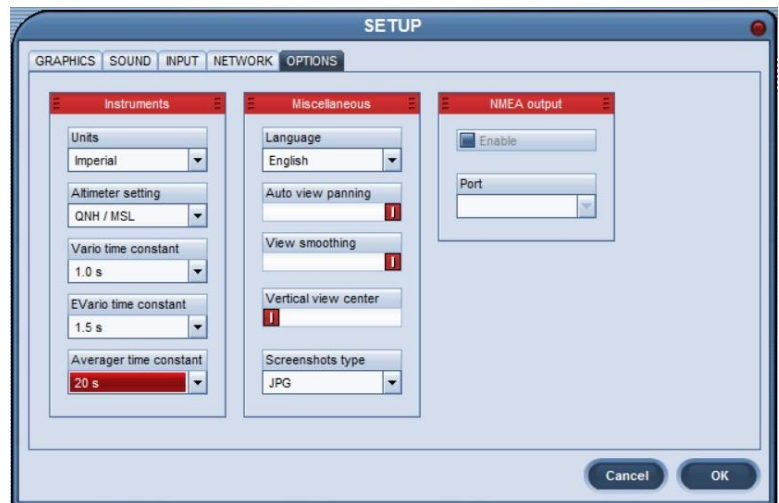 SETUP
GRAPHICS SOUND INPUT NETWORK OPTIONS
Instruments
Units
Imperial
Altimeter setting
QNH / MSL
Vario time constant
1.0 s
EVario time constant
1.5 s
Averager time constant
20 s
Miscellaneous
Language
English
Auto view panning
View smoothing
Vertical view center
Screenshots type
JPG
NMEA output
Enable
Port
Cancel OK